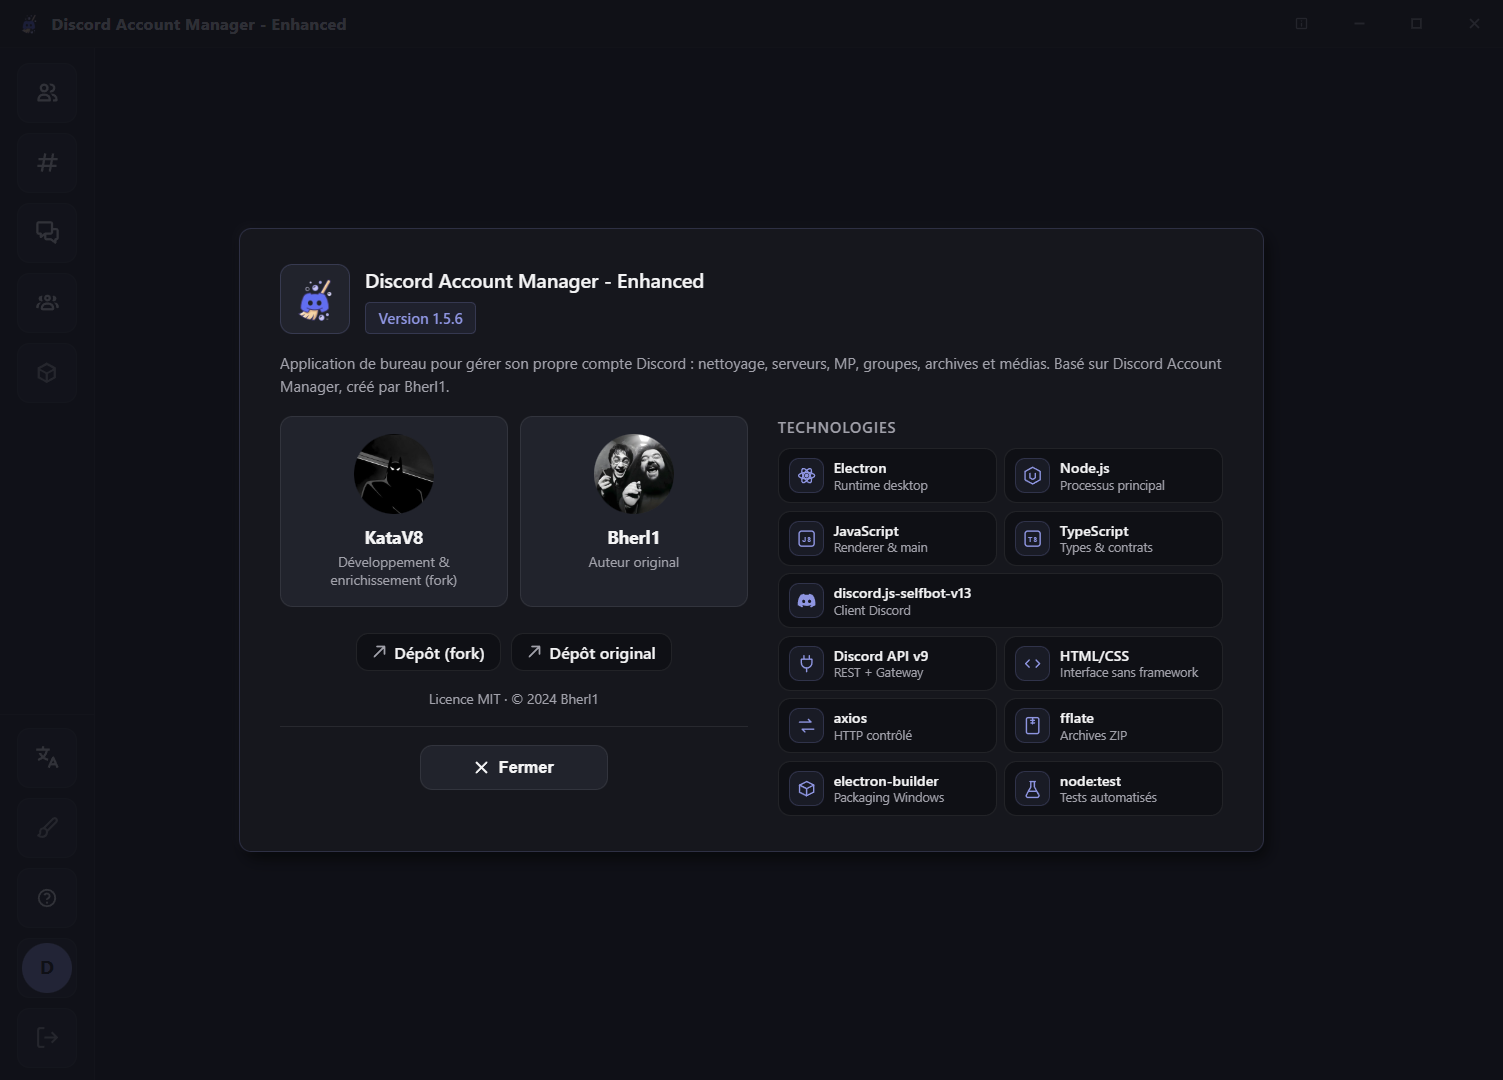 Discord Account Manager - Enhanced
Discord Account Manager - Enhanced
Version 1.5.6
Application de bureau pour gérer son propre compte Discord : nettoyage, serveurs, MP, groupes, archives et médias. Basé sur Discord Account
Manager, créé par Bherl1.
KataV8
Développement &
enrichissement (fork)
Bherl1
Auteur original
Dépôt (fork)
Dépôt original
Licence MIT · © 2024 Bherl1
Fermer
TECHNOLOGIES
Electron
Runtime desktop
Node.js
Processus principal
JS
JavaScript
Renderer & main
TS
TypeScript
Types & contrats
discord.js-selfbot-v13
Client Discord
Discord API v9
REST + Gateway
HTML/CSS
Interface sans framework
axios
HTTP contrôlé
fflate
Archives ZIP
electron-builder
Packaging Windows
node:test
Tests automatisés
D